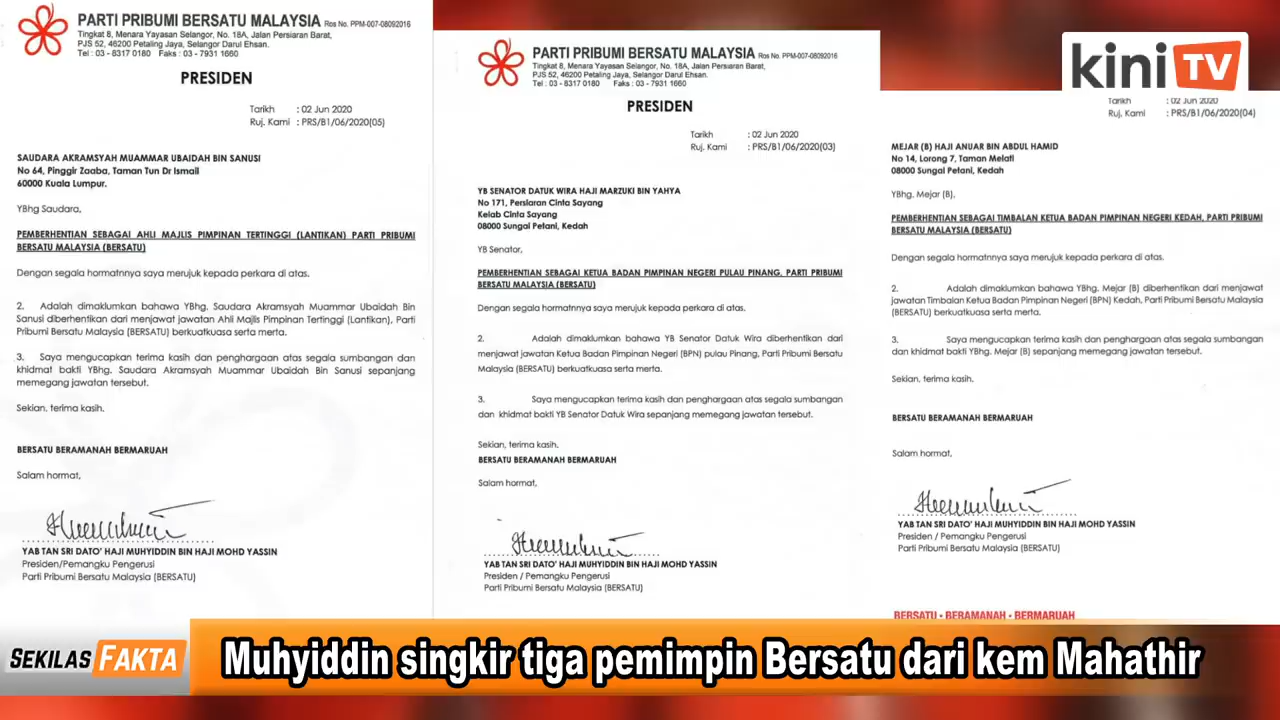 PARTI PRIBUMI BERSATU MALAYSIA Ros No. PPM-007-08092016
Tingkat 8, Menara Yayasan Selangor, No. 18A, Jalan Persiaran Barat,
PJS 52, 46200 Petaling Jaya, Selangor Darul Ehsan.
Tel : 03 - 8317 0180 Faks : 03 - 7931 1660
PRESIDEN
Tarikh : 02 Jun 2020
Ruj. Kami : PRS/B1/06/2020(05)
SAUDARA AKRAMSYAH MUAMMAR UBAIDAH BIN SANUSI
No 64, Pinggir Zaaba, Taman Tun Dr Ismail
60000 Kuala Lumpur.
YBhg Saudara,
PEMBERHENTIAN SEBAGAI AHLI MAJLIS PIMPINAN TERTINGGI (LANTIKAN) PARTI PRIBUMI
BERSATU MALAYSIA (BERSATU)
Dengan segala hormatnnya saya merujuk kepada perkara di atas.
2. Adalah dimaklumkan bahawa YBhg. Saudara Akramsyah Muammar Ubaidah Bin
Sanusi diberhentikan dari menjawat jawatan Ahli Majlis Pimpinan Tertinggi (Lantikan), Parti
Pribumi Bersatu Malaysia (BERSATU) berkuatkuasa serta merta.
3. Saya mengucapkan terima kasih dan penghargaan atas segala sumbangan dan
khidmat bakti YBhg. Saudara Akramsyah Muammar Ubaidah Bin Sanusi sepanjang
memegang jawatan tersebut.
Sekian, terima kasih.
BERSATU BERAMANAH BERMARUAH
Salam hormat,
YAB TAN SRI DATO' HAJI MUHYIDDIN BIN HAJI MOHD YASSIN
Presiden/Pemangku Pengerusi
Parti Pribumi Bersatu Malaysia (BERSATU)
PARTI PRIBUMI BERSATU MALAYSIA Ros No. PPM-007-08092016
Tingkat 8, Menara Yayasan Selangor, No. 18A, Jalan Persiaran Barat,
PJS 52, 46200 Petaling Jaya, Selangor Darul Ehsan.
Tel : 03 - 8317 0180 Faks : 03 - 7931 1660
PRESIDEN
Tarikh : 02 Jun 2020
Ruj. Kami : PRS/B1/06/2020(03)
YB SENATOR DATUK WIRA HAJI MARZUKI BIN YAHYA
No 171, Persiaran Cinta Sayang
Kelab Cinta Sayang
08000 Sungai Petani, Kedah
YB Senator,
PEMBERHENTIAN SEBAGAI KETUA BADAN PIMPINAN NEGERI PULAU PINANG, PARTI PRIBUMI
BERSATU MALAYSIA (BERSATU)
Dengan segala hormatnnya saya merujuk kepada perkara di atas.
2. Adalah dimaklumkan bahawa YB Senator Datuk Wira diberhentikan dari
menjawat jawatan Ketua Badan Pimpinan Negeri (BPN) pulau Pinang, Parti Pribumi Bersatu
Malaysia (BERSATU) berkuatkuasa serta merta.
3. Saya mengucapkan terima kasih dan penghargaan atas segala sumbangan
dan khidmat bakti YB Senator Datuk Wira sepanjang memegang jawatan tersebut.
Sekian, terima kasih.
BERSATU BERAMANAH BERMARUAH
Salam hormat,
YAB TAN SRI DATO' HAJI MUHYIDDIN BIN HAJI MOHD YASSIN
Presiden / Pemangku Pengerusi
Parti Pribumi Bersatu Malaysia (BERSATU)
kini TV
Tarikh : 02 Jun 2020
Ruj. Kami : PRS/B1/06/2020(04)
MEJAR (B) HAJI ANUAR BIN ABDUL HAMID
No 14, Lorong 7, Taman Melati
08000 Sungai Petani, Kedah
YBhg. Mejar (B),
PEMBERHENTIAN SEBAGAI TIMBALAN KETUA BADAN PIMPINAN NEGERI KEDAH, PARTI PRIBUMI
BERSATU MALAYSIA (BERSATU)
Dengan segala hormatnnya saya merujuk kepada perkara di atas.
2. Adalah dimaklumkan bahawa YBhg. Mejar (B) diberhentikan dari menjawat
jawatan Timbalan Ketua Badan Pimpinan Negeri (BPN) Kedah, Parti Pribumi Bersatu Malaysia
(BERSATU) berkuatkuasa serta merta.
3. Saya mengucapkan terima kasih dan penghargaan atas segala sumbangan
dan khidmat bakti YBhg. Mejar (B) sepanjang memegang jawatan tersebut.
Sekian, terima kasih.
BERSATU BERAMANAH BERMARUAH
Salam hormat,
YAB TAN SRI DATO' HAJI MUHYIDDIN BIN HAJI MOHD YASSIN
Presiden / Pemangku Pengerusi
Parti Pribumi Bersatu Malaysia (BERSATU)
BERSATU • BERAMANAH • BERMARUAH
SEKILAS FAKTA
Muhyiddin singkir tiga pemimpin Bersatu dari kem Mahathir